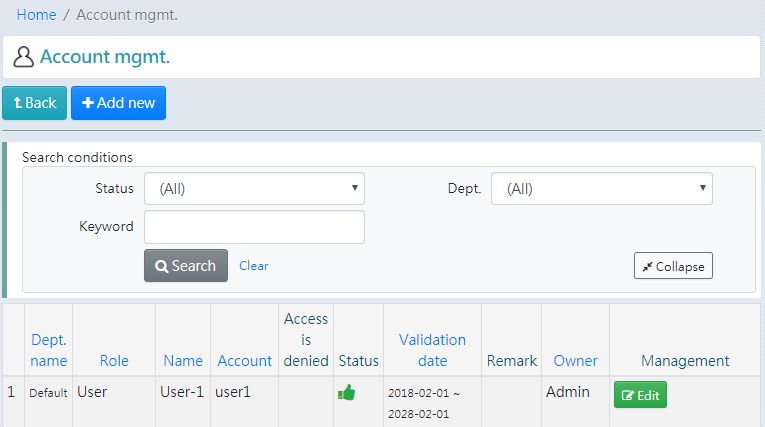 Home / Account mgmt.
Account mgmt.
Back Add new
Search conditions
Status (All) Dept. (All)
Keyword
Search Clear Collapse
Dept. name Role Name Account Access is denied Status Validation date Remark Owner Management
1 Default User User-1 user1 2018-02-01 ~ 2028-02-01 Admin Edit